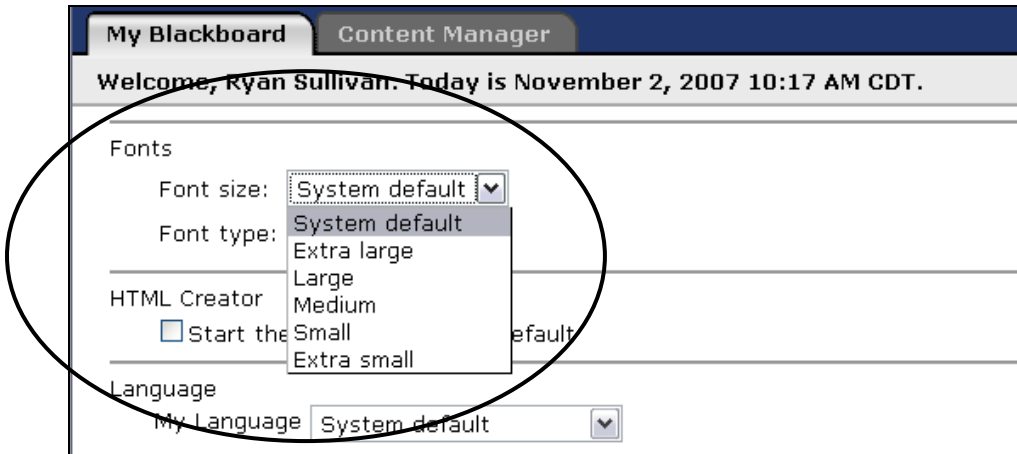 My Blackboard Content Manager
Welcome, Ryan Sullivan. Today is November 2, 2007 10:17 AM CDT.
Fonts
Font size: System default
System default
Font type:
Extra large
Large
HTML Creator
Medium
Start the
Small
efault
Extra small
Language
My Language System default